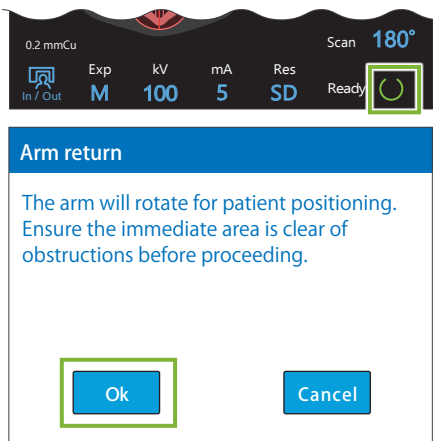 0.2 mmCu
Scan 180°
Exp kV mA Res
In / Out M 100 5 SD Ready
Arm return
The arm will rotate for patient positioning.
Ensure the immediate area is clear of
obstructions before proceeding.
Ok Cancel